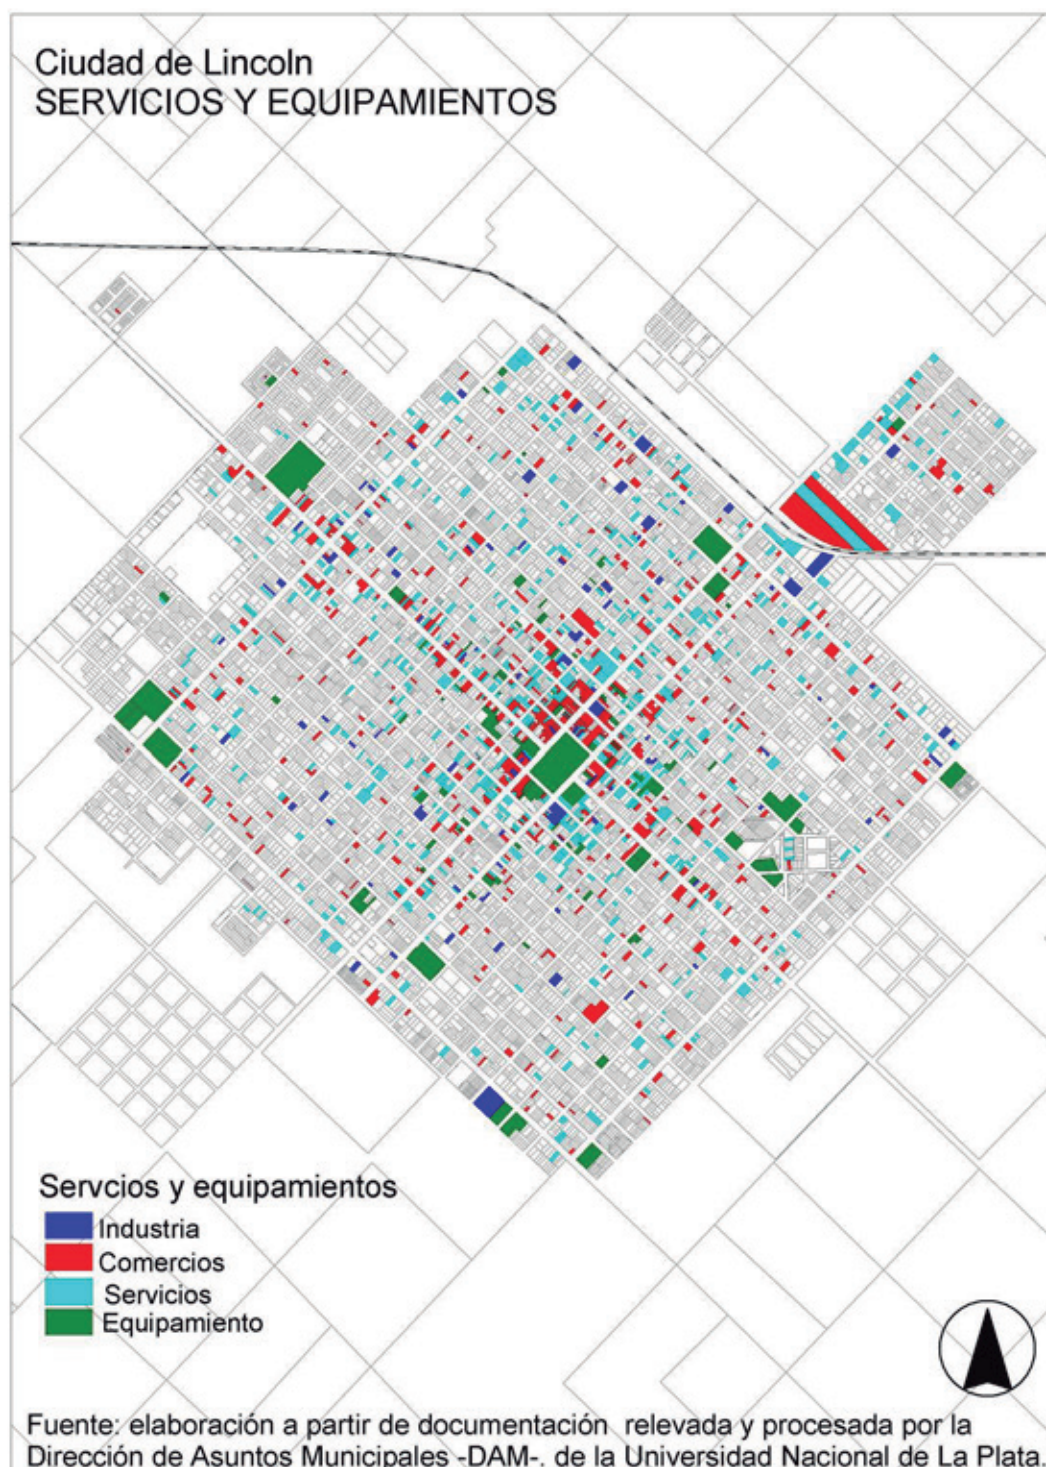 Ciudad de Lincoln
SERVICIOS Y EQUIPAMIENTOS
Servcios y equipamientos
Industria
Comercios
Servicios
Equipamiento
Fuente: elaboración a partir de documentación relevada y procesada por la
Dirección de Asuntos Municipales -DAM-. de la Universidad Nacional de La Plata.